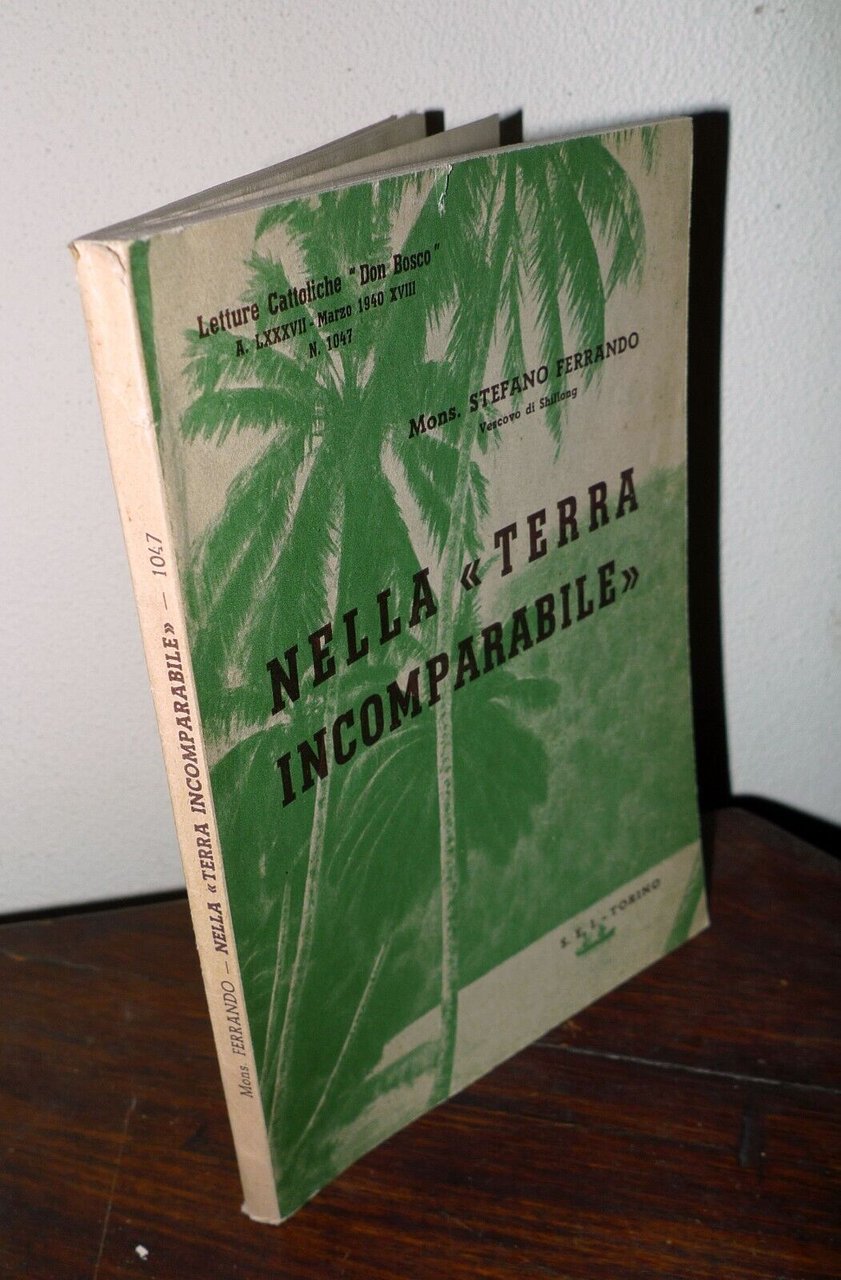 Letture Cattoliche "Don Bosco"
A. LXXXVII - Marzo 1940 XVIII
N. 1047
Mons. STEFANO FERRANDO
Vescovo di Shillong
NELLA «TERRA
INCOMPARABILE»
S. E. I. - TORINO
Mons. FERRANDO — NELLA «TERRA INCOMPARABILE» — 1047